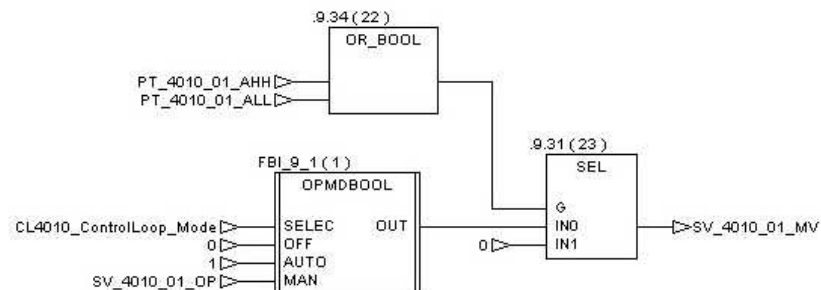 .9.34(22)
OR_BOOL
PT_4010_01_AHH
PT_4010_01_ALL
.9.31(23)
SEL
FBI_9_1(1)
OPMDBOOL
G
CL4010_ControlLoop_Mode SELEC OUT IN0 SV_4010_01_MV
0 OFF 0 IN1
1 AUTO
SV_4010_01_OP MAN